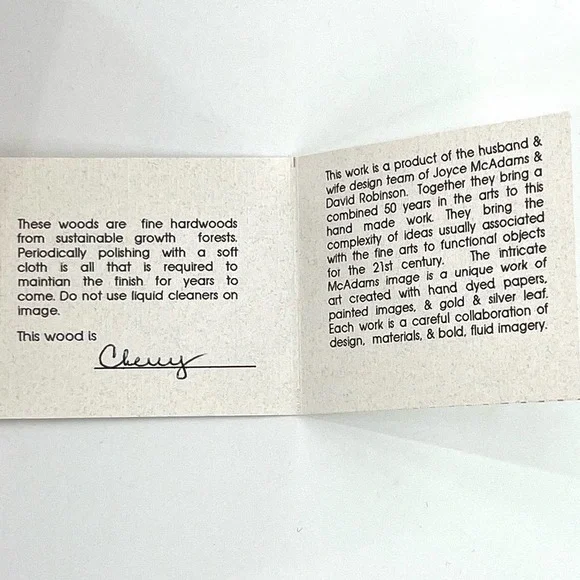 These woods are fine hardwoods
from sustainable growth forests.
Periodically polishing with a soft
cloth is all that is required to
maintian the finish for years to
come. Do not use liquid cleaners on
image.
This wood is
Cherry
This work is a product of the husband &
wife design team of Joyce McAdams &
David Robinson. Together they bring a
combined 50 years in the arts to this
hand made work. They bring the
complexity of ideas usually associated
with the fine arts to functional objects
for the 21st century. The intricate
McAdams image is a unique work of
art created with hand dyed papers,
painted images, & gold & silver leaf.
Each work is a careful collaboration of
design, materials, & bold, fluid imagery.